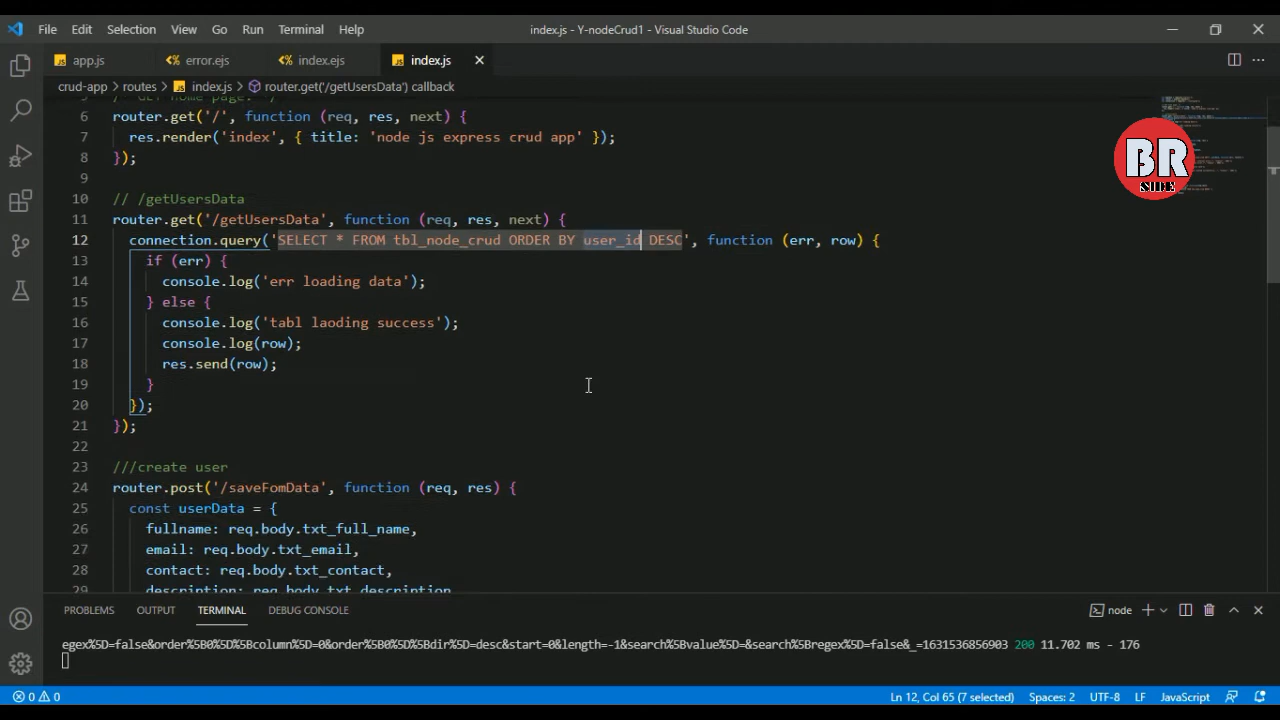 File Edit Selection View Go Run Terminal Help index.js - Y-nodeCrud1 - Visual Studio Code
app.js error.ejs index.ejs index.js
crud-app routes index.js router.get('/getUsersData') callback
BR
SIDE
6 router.get('/', function (req, res, next) {
7 res.render('index', { title: 'node js express crud app' });
8 });
9
10 // /getUsersData
11 router.get('/getUsersData', function (req, res, next) {
12 connection.query('SELECT * FROM tbl_node_crud ORDER BY user_id DESC', function (err, row) {
13 if (err) {
14 console.log('err loading data');
15 } else {
16 console.log('tabl laoding success');
17 console.log(row);
18 res.send(row);
19 }
20 });
21 });
22
23 ///create user
24 router.post('/saveFomData', function (req, res) {
25 const userData = {
26 fullname: req.body.txt_full_name,
27 email: req.body.txt_email,
28 contact: req.body.txt_contact,
29 description: req.body.txt_description
PROBLEMS OUTPUT TERMINAL DEBUG CONSOLE node
egex%5D=false&order%5B0%5D%5Bcolumn%5D=0&order%5B0%5D%5Bdir%5D=desc&start=0&length=-1&search%5Bvalue%5D=&search%5Bregex%5D=false&_=1631536856903 200 11.702 ms - 176
0 0 Ln 12, Col 65 (7 selected) Spaces: 2 UTF-8 LF JavaScript